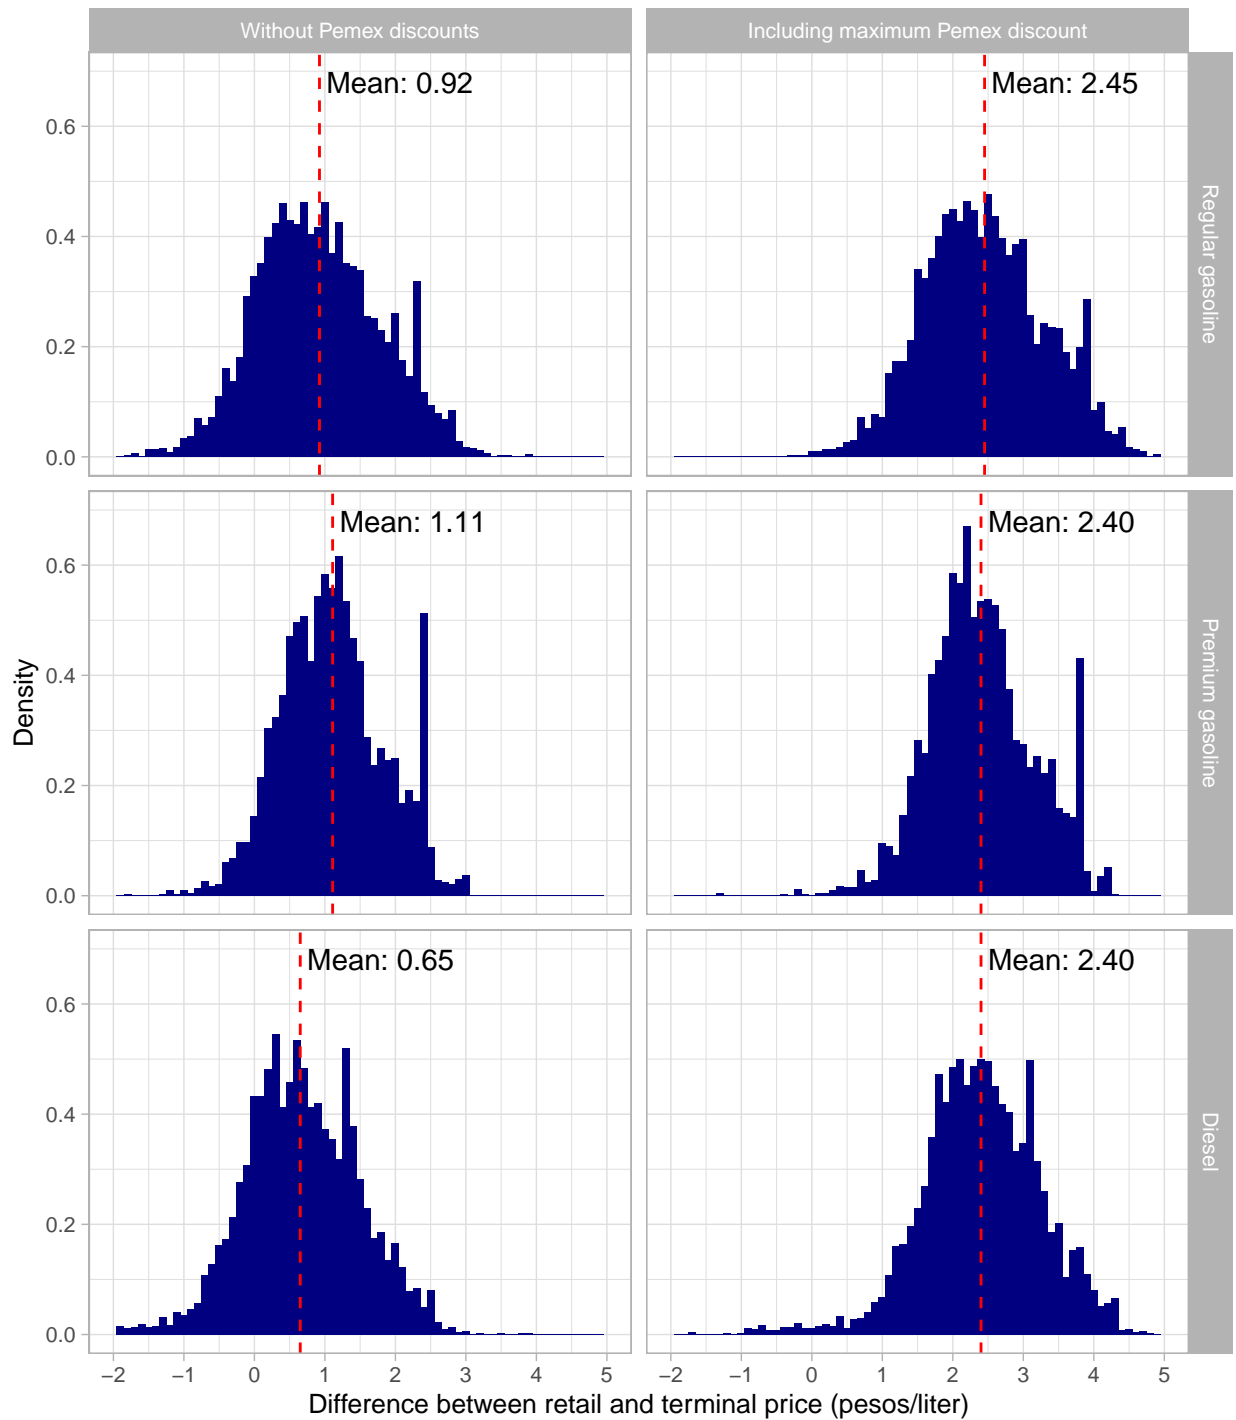 Without Pemex discounts
Including maximum Pemex discount
Mean: 0.92
Mean: 2.45
0.6
0.4
0.2
0.0
Regular gasoline
Mean: 1.11
Mean: 2.40
0.6
0.4
0.2
0.0
Premium gasoline
Density
Mean: 0.65
Mean: 2.40
0.6
0.4
0.2
0.0
Diesel
−2 −1 0 1 2 3 4 5
−2 −1 0 1 2 3 4 5
Difference between retail and terminal price (pesos/liter)